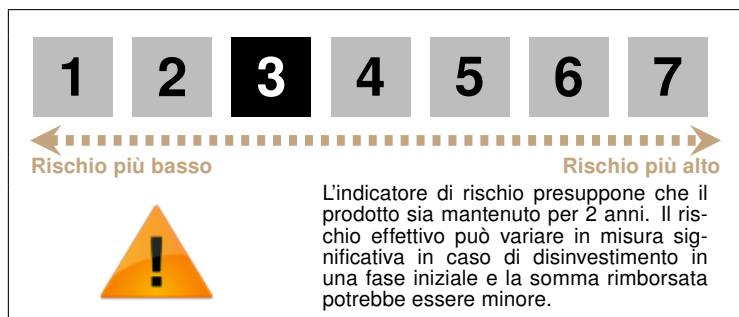 1 2 3 4 5 6 7
Rischio più basso Rischio più alto
L'indicatore di rischio presuppone che il
prodotto sia mantenuto per 2 anni. Il ris-
chio effettivo può variare in misura sig-
nificativa in caso di disinvestimento in
una fase iniziale e la somma rimborsata
potrebbe essere minore.